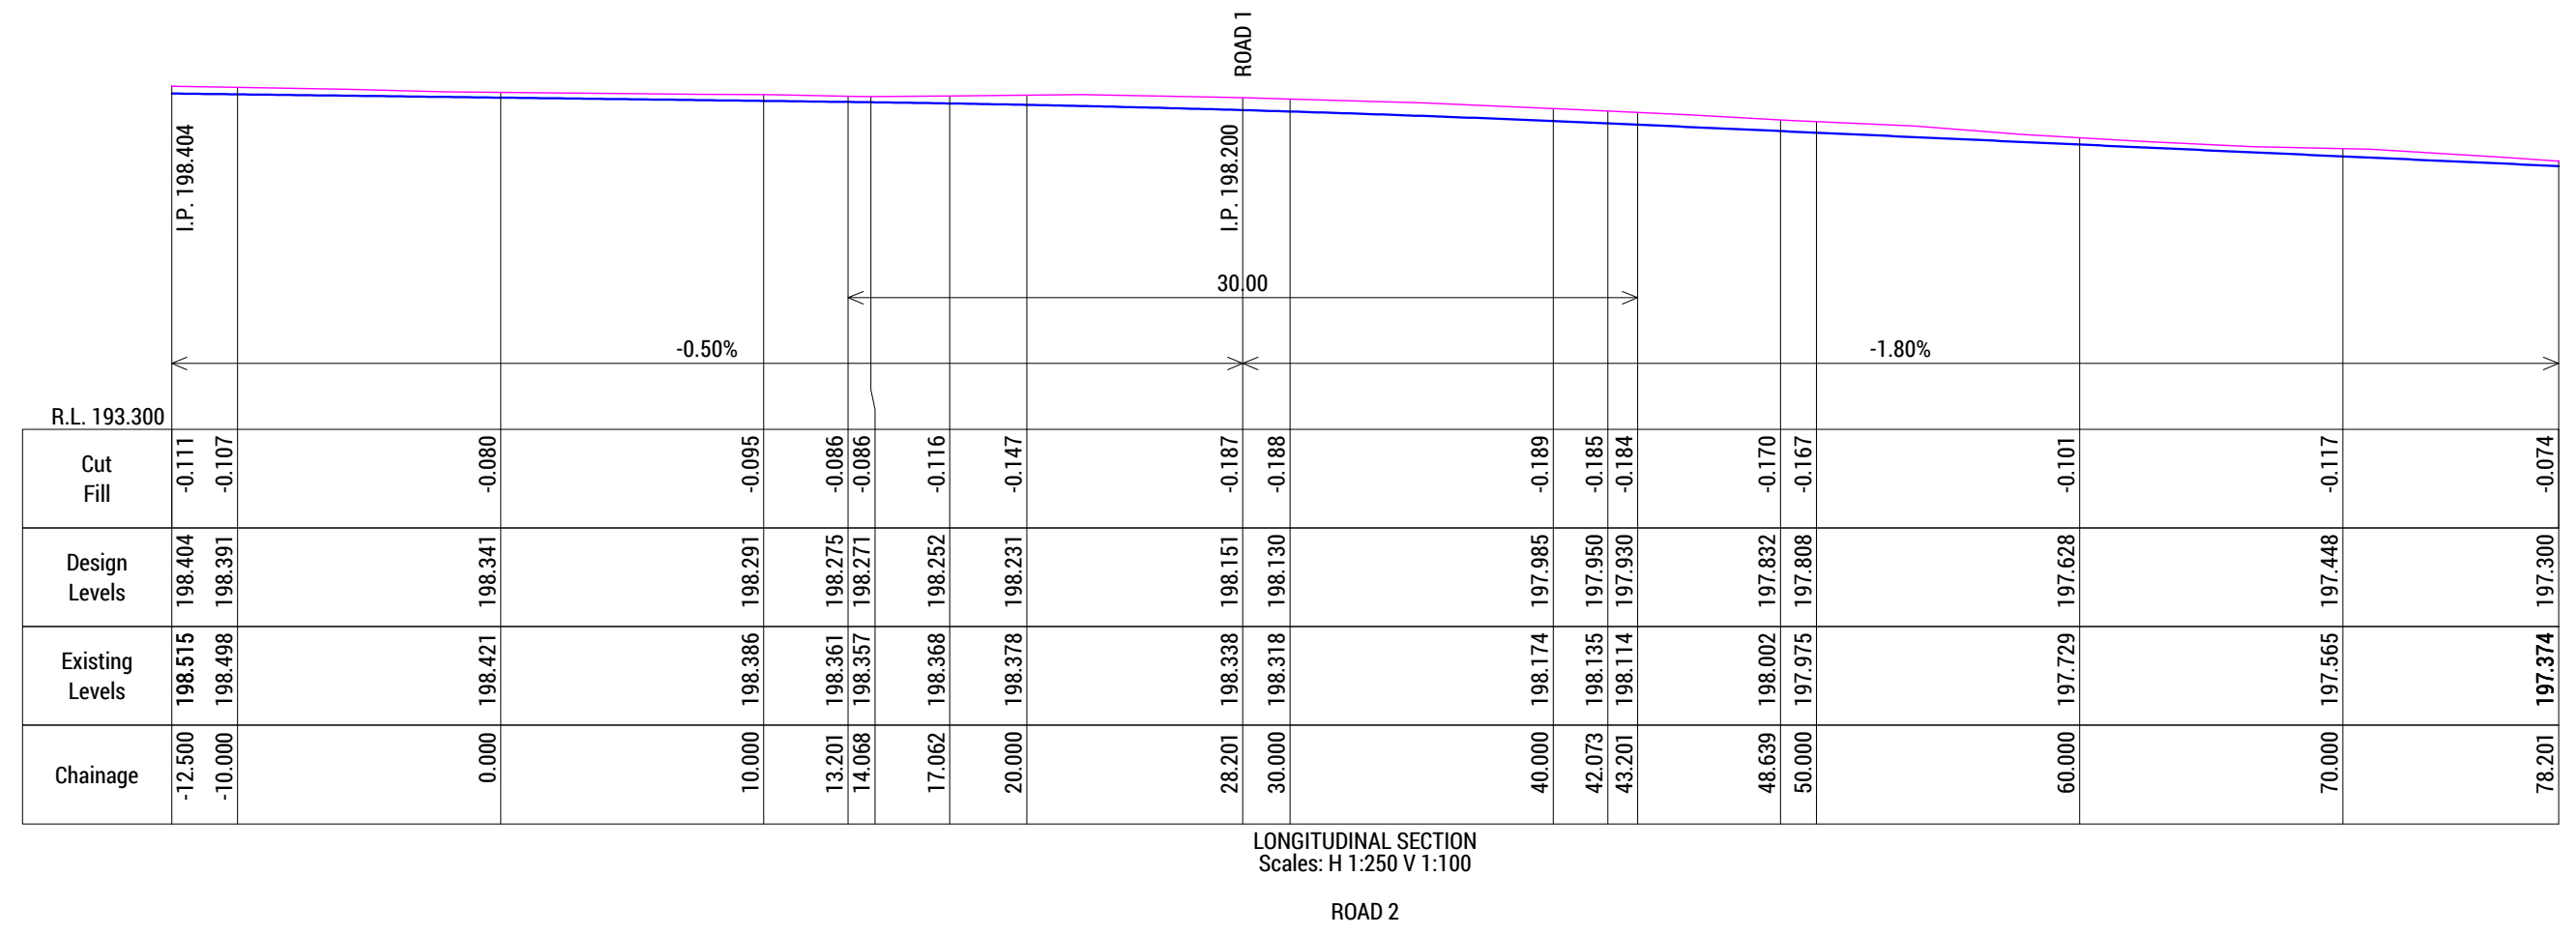 ROAD 1
I.P. 198.404
I.P. 198.200
30.00
-0.50%
-1.80%
R.L. 193.300
Cut
Fill
-0.111 -0.107 -0.080 -0.095 -0.086 -0.086 -0.116 -0.147 -0.187 -0.188 -0.189 -0.185 -0.184 -0.170 -0.167 -0.101 -0.117 -0.074
Design
Levels
198.404 198.391 198.341 198.291 198.275 198.271 198.252 198.231 198.151 198.130 197.985 197.950 197.930 197.832 197.808 197.628 197.448 197.300
Existing
Levels
198.515 198.498 198.421 198.386 198.361 198.357 198.368 198.378 198.338 198.318 198.174 198.135 198.114 198.002 197.975 197.729 197.565 197.374
Chainage
-12.500 -10.000 0.000 10.000 13.201 14.068 17.062 20.000 28.201 30.000 40.000 42.073 43.201 48.639 50.000 60.000 70.000 78.201
LONGITUDINAL SECTION
Scales: H 1:250 V 1:100
ROAD 2